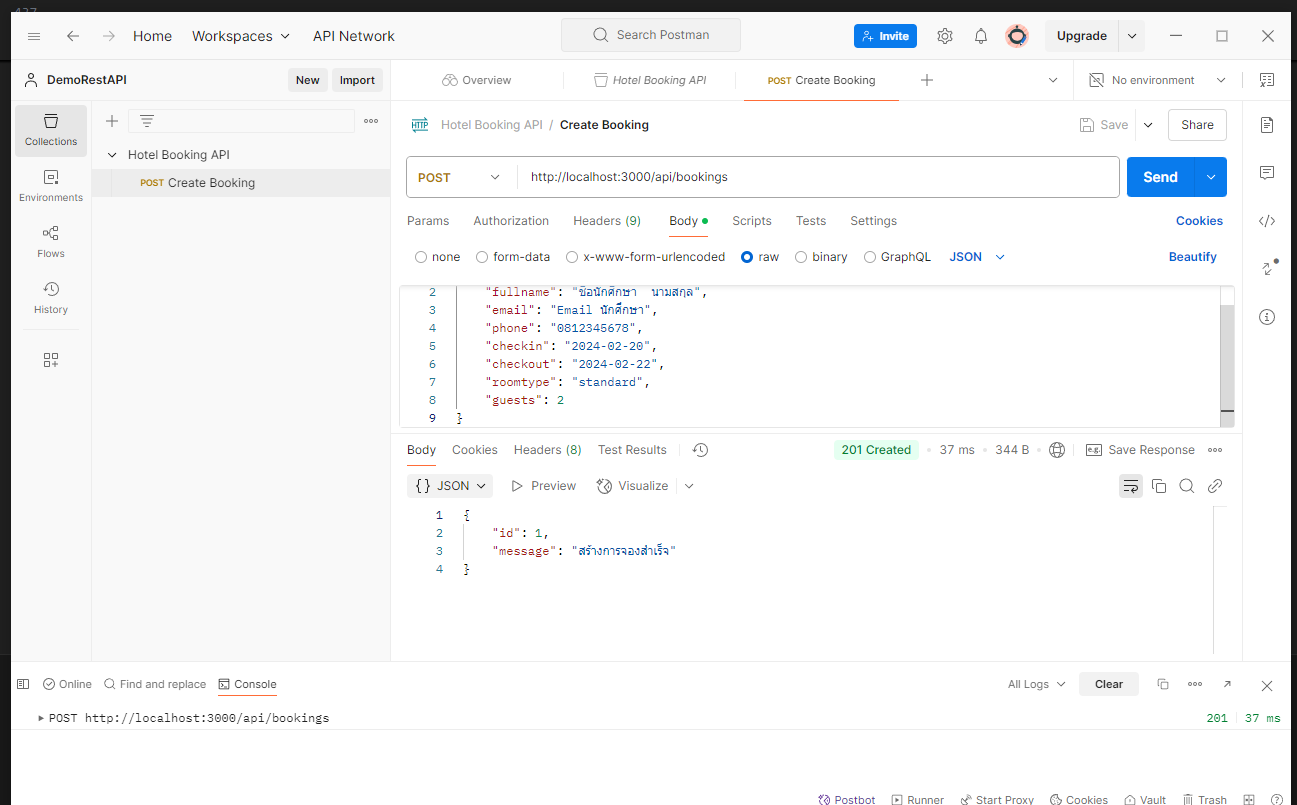 Home Workspaces API Network Search Postman Invite Upgrade
DemoRestAPI New Import Overview Hotel Booking API POST Create Booking No environment
Collections
Environments
Flows
History
Hotel Booking API
POST Create Booking
HTTP Hotel Booking API / Create Booking Save Share
POST http://localhost:3000/api/bookings Send
Params Authorization Headers (9) Body Scripts Tests Settings Cookies
none form-data x-www-form-urlencoded raw binary GraphQL JSON Beautify
2 "fullname": "ชื่อนักศึกษา นามสกุล",
3 "email": "Email นักศึกษา",
4 "phone": "0812345678",
5 "checkin": "2024-02-20",
6 "checkout": "2024-02-22",
7 "roomtype": "standard",
8 "guests": 2
9 }
Body Cookies Headers (8) Test Results 201 Created 37 ms 344 B e.g. Save Response
{} JSON Preview Visualize
1 {
2 "id": 1,
3 "message": "สร้างการจองสำเร็จ"
4 }
Online Find and replace Console All Logs Clear
POST http://localhost:3000/api/bookings 201 37 ms
Postbot Runner Start Proxy Cookies Vault Trash